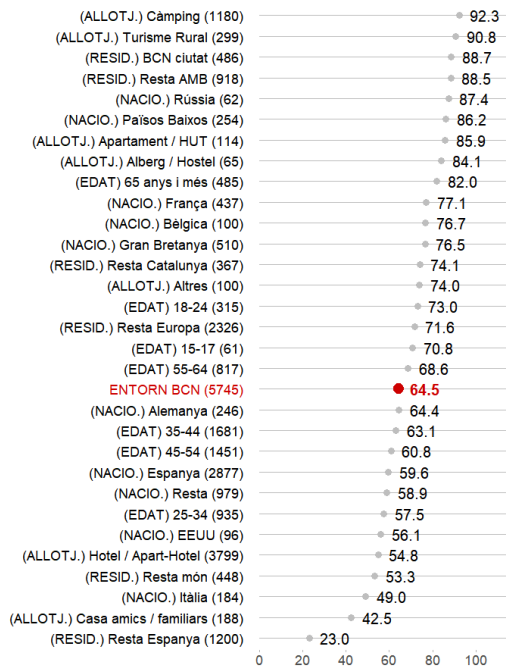 (ALLOTJ.) Càmping (1180) 92.3
(ALLOTJ.) Turisme Rural (299) 90.8
(RESID.) BCN ciutat (486) 88.7
(RESID.) Resta AMB (918) 88.5
(NACIO.) Rússia (62) 87.4
(NACIO.) Països Baixos (254) 86.2
(ALLOTJ.) Apartament / HUT (114) 85.9
(ALLOTJ.) Alberg / Hostel (65) 84.1
(EDAT) 65 anys i més (485) 82.0
(NACIO.) França (437) 77.1
(NACIO.) Bèlgica (100) 76.7
(NACIO.) Gran Bretanya (510) 76.5
(RESID.) Resta Catalunya (367) 74.1
(ALLOTJ.) Altres (100) 74.0
(EDAT) 18-24 (315) 73.0
(RESID.) Resta Europa (2326) 71.6
(EDAT) 15-17 (61) 70.8
(EDAT) 55-64 (817) 68.6
ENTORN BCN (5745) 64.5
(NACIO.) Alemanya (246) 64.4
(EDAT) 35-44 (1681) 63.1
(EDAT) 45-54 (1451) 60.8
(NACIO.) Espanya (2877) 59.6
(NACIO.) Resta (979) 58.9
(EDAT) 25-34 (935) 57.5
(NACIO.) EEUU (96) 56.1
(ALLOTJ.) Hotel / Apart-Hotel (3799) 54.8
(RESID.) Resta món (448) 53.3
(NACIO.) Itàlia (184) 49.0
(ALLOTJ.) Casa amics / familiars (188) 42.5
(RESID.) Resta Espanya (1200) 23.0
0 20 40 60 80 100